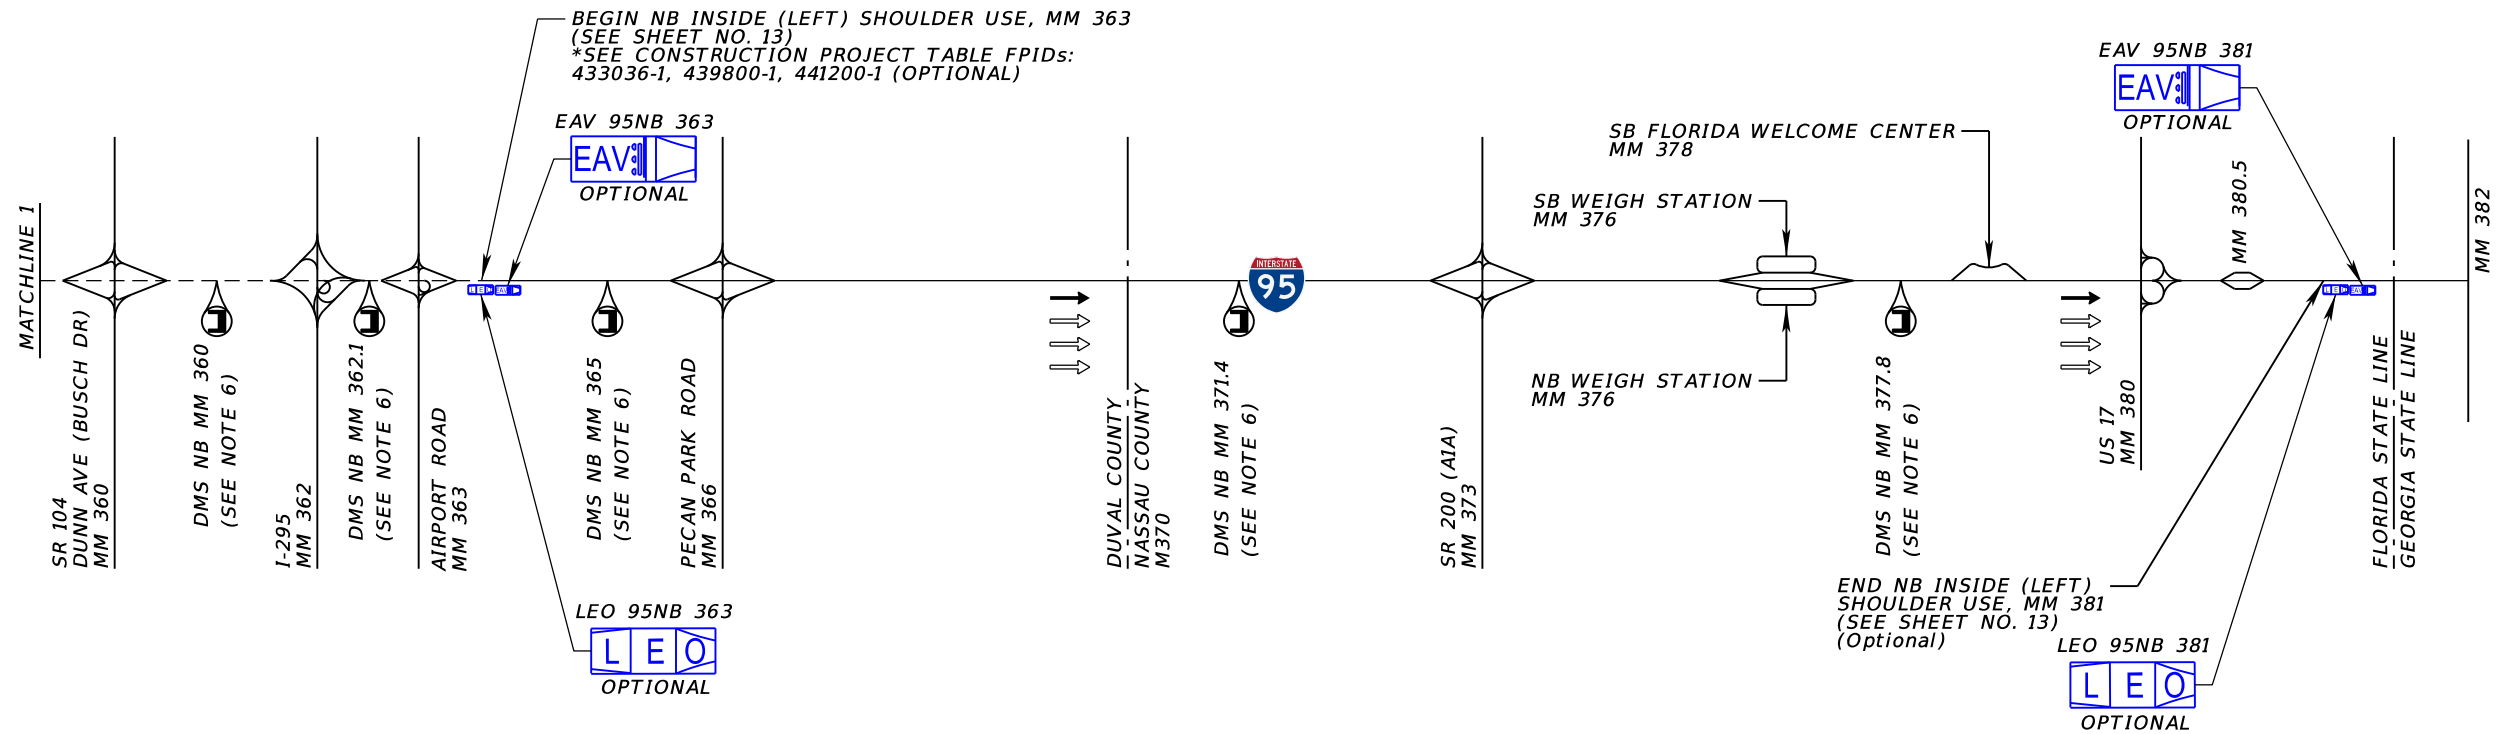 BEGIN NB INSIDE (LEFT) SHOULDER USE, MM 363
(SEE SHEET NO. 13)
*SEE CONSTRUCTION PROJECT TABLE FPIDs:
433036-1, 439800-1, 441200-1 (OPTIONAL)
EAV 95NB 363
EAV
OPTIONAL
EAV 95NB 381
EAV
OPTIONAL
SB FLORIDA WELCOME CENTER
MM 378
SB WEIGH STATION
MM 376
MATCHLINE 1
SR 104
DUNN AVE (BUSCH DR)
MM 360
DMS NB MM 360
(SEE NOTE 6)
I-295
MM 362
DMS NB MM 362.1
(SEE NOTE 6)
AIRPORT ROAD
MM 363
LEO
EAV
DMS NB MM 365
(SEE NOTE 6)
PECAN PARK ROAD
MM 366
DUVAL COUNTY
NASSAU COUNTY
M370
INTERSTATE
95
DMS NB MM 371.4
(SEE NOTE 6)
SR 200 (A1A)
MM 373
NB WEIGH STATION
MM 376
DMS NB MM 377.8
(SEE NOTE 6)
US 17
MM 380
MM 380.5
LEO
EAV
FLORIDA STATE LINE
GEORGIA STATE LINE
MM 382
LEO 95NB 363
L E O
OPTIONAL
END NB INSIDE (LEFT)
SHOULDER USE, MM 381
(SEE SHEET NO. 13)
(Optional)
LEO 95NB 381
L E O
OPTIONAL